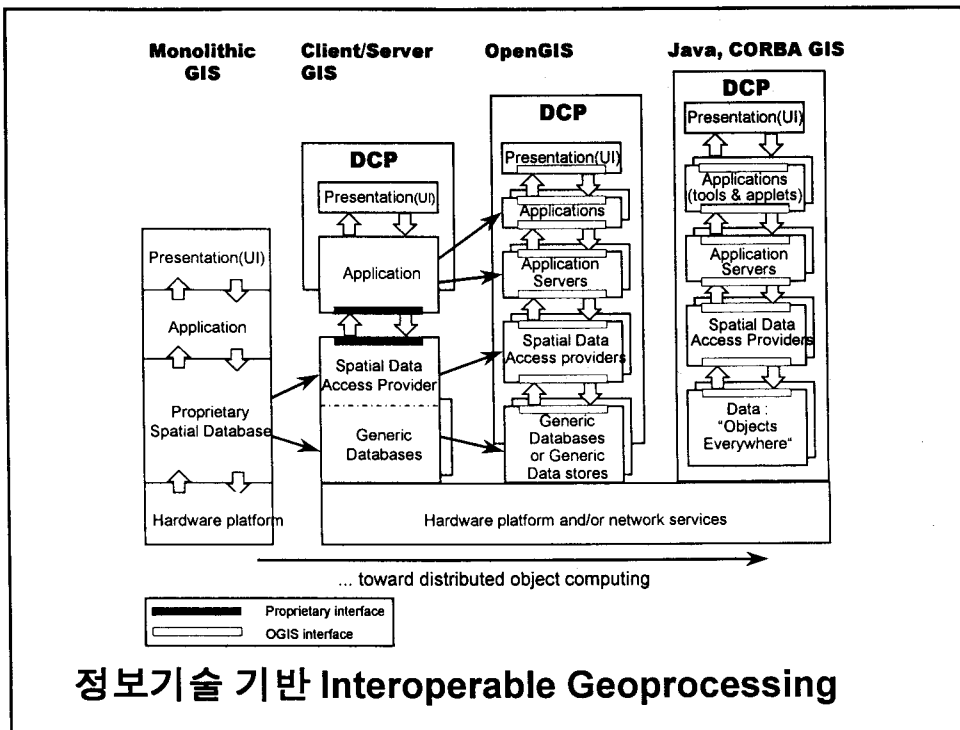 Monolithic
GIS
Client/Server
GIS
OpenGIS
Java, CORBA GIS
Presentation(UI)
Application
Proprietary
Spatial Database
Hardware platform
DCP
Presentation(UI)
Application
Spatial Data
Access Provider
Generic
Databases
DCP
Presentation(UI)
Applications
Application
Servers
Spatial Data
Access providers
Generic
Databases
or Generic
Data stores
DCP
Presentation(UI)
Applications
(tools & applets)
Application
Servers
Spatial Data
Access Providers
Data :
"Objects
Everywhere"
Hardware platform and/or network services
... toward distributed object computing
Proprietary interface
OGIS interface
정보기술 기반 Interoperable Geoprocessing